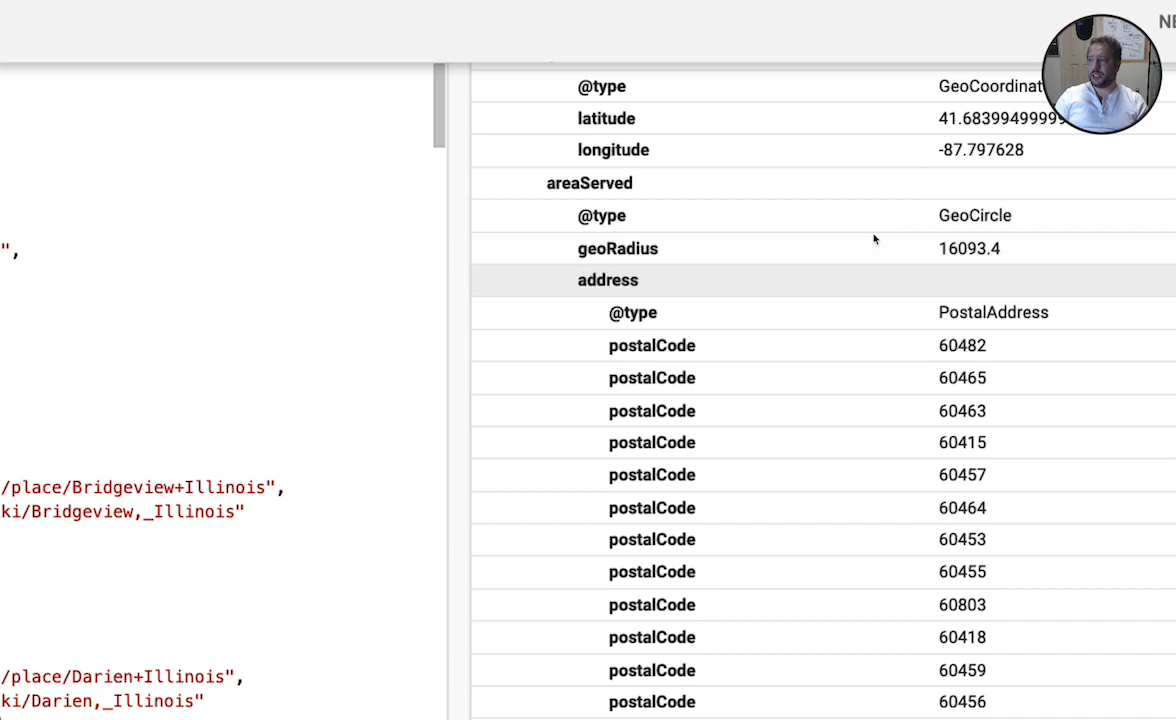 NE
",
/place/Bridgeview+Illinois",
ki/Bridgeview,_Illinois"
/place/Darien+Illinois",
ki/Darien,_Illinois"
@type GeoCoordinat
latitude 41.68399499999
longitude -87.797628
areaServed
@type GeoCircle
geoRadius 16093.4
address
@type PostalAddress
postalCode 60482
postalCode 60465
postalCode 60463
postalCode 60415
postalCode 60457
postalCode 60464
postalCode 60453
postalCode 60455
postalCode 60803
postalCode 60418
postalCode 60459
postalCode 60456